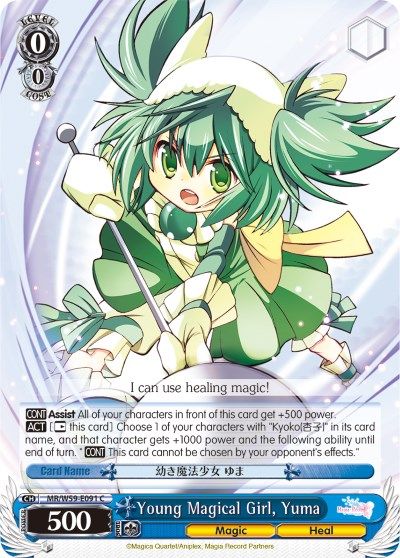 LEVEL
0
0
COST
I can use healing magic!
CONT Assist All of your characters in front of this card get +500 power.
ACT [ this card] Choose 1 of your characters with "Kyoko[杏子]" in its card
name, and that character gets +1000 power and the following ability until
end of turn. " CONT This card cannot be chosen by your opponent's effects."
Card Name 幼き魔法少女 ゆま
CH MR/W59-E091 C
500
Young Magical Girl, Yuma
Magic Heal
©Magica Quartet/Aniplex, Magia Record Partners